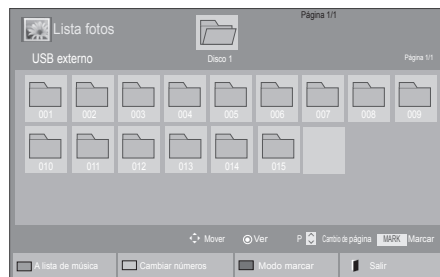 Página 1/1
Lista fotos
USB externo
Disco 1
Página 1/1
001 002 003 004 005 006 007 008 009
010 011 012 013 014 015
Mover Ver P Cambio de página MARK Marcar
A lista de música Cambiar números Modo marcar Salir